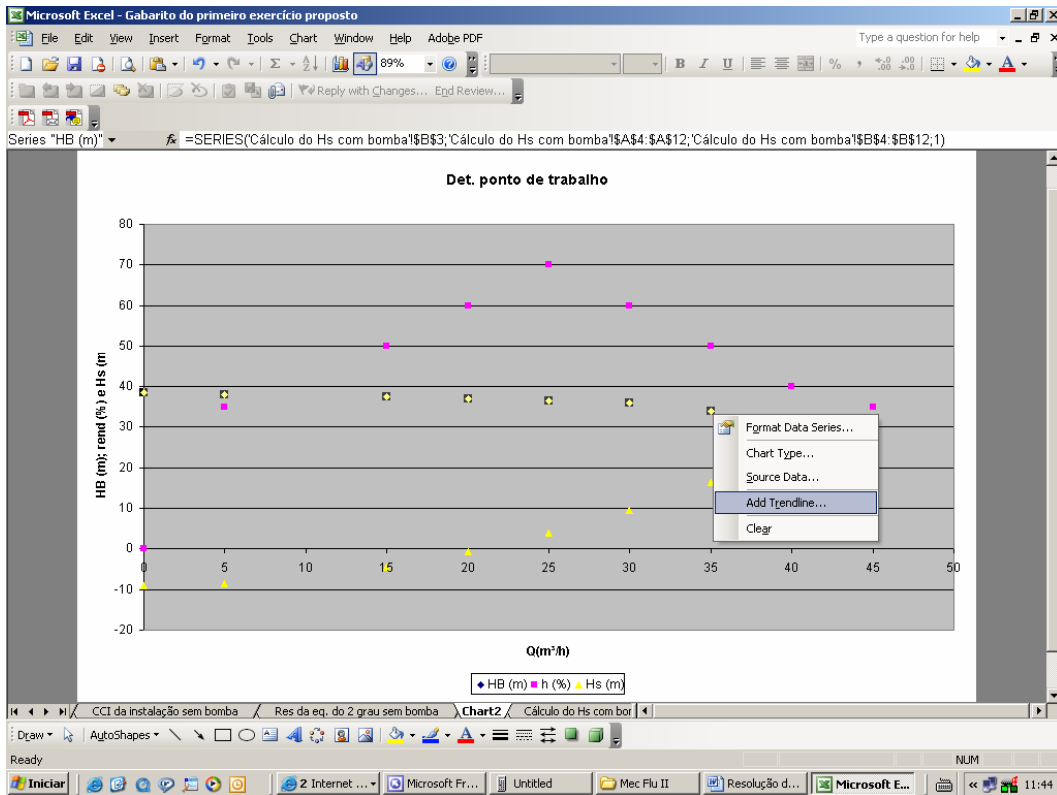 Microsoft Excel - Gabarito do primeiro exercício proposto
File Edit View Insert Format Tools Chart Window Help Adobe PDF
Type a question for help
89%
B I U
%
Reply with Changes... End Review...
Series "HB (m)"
fx =SERIES('Cálculo do Hs com bomba'!$B$3;'Cálculo do Hs com bomba'!$A$4:$A$12;'Cálculo do Hs com bomba'!$B$4:$B$12;1)
Det. ponto de trabalho
80
70
60
50
40
30
20
10
0
-10
-20
HB (m); rend (%) e Hs (m
0 5 10 15 20 25 30 35 40 45 50
Q(m³/h)
HB (m) h (%) Hs (m)
Format Data Series...
Chart Type...
Source Data...
Add Trendline...
Clear
CCI da instalação sem bomba
Res da eq. do 2 grau sem bomba
Chart2
Cálculo do Hs com bor
Draw AutoShapes
Ready
NUM
Iniciar
2 Internet ...
Microsoft Fr...
Untitled
Mec Flu II
Resolução d...
Microsoft E...
11:44